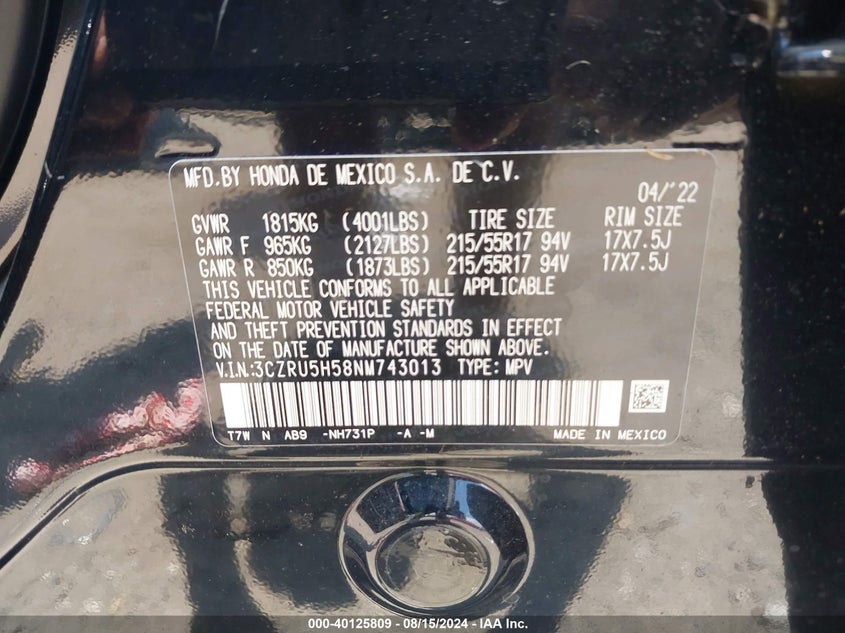 MFD.BY HONDA DE MEXICO S.A. DE C.V.
04/'22
GVWR 1815KG (4001LBS) TIRE SIZE RIM SIZE
GAWR F 965KG (2127LBS) 215/55R17 94V 17X7.5J
GAWR R 850KG (1873LBS) 215/55R17 94V 17X7.5J
THIS VEHICLE CONFORMS TO ALL APPLICABLE
FEDERAL MOTOR VEHICLE SAFETY
AND THEFT PREVENTION STANDARDS IN EFFECT
ON THE DATE OF MANUFACTURE SHOWN ABOVE.
V.I.N.:3CZRU5H58NM743013 TYPE: MPV
T7W N AB9 -NH731P -A -M MADE IN MEXICO
000-40125809 - 08/15/2024 - IAA Inc.